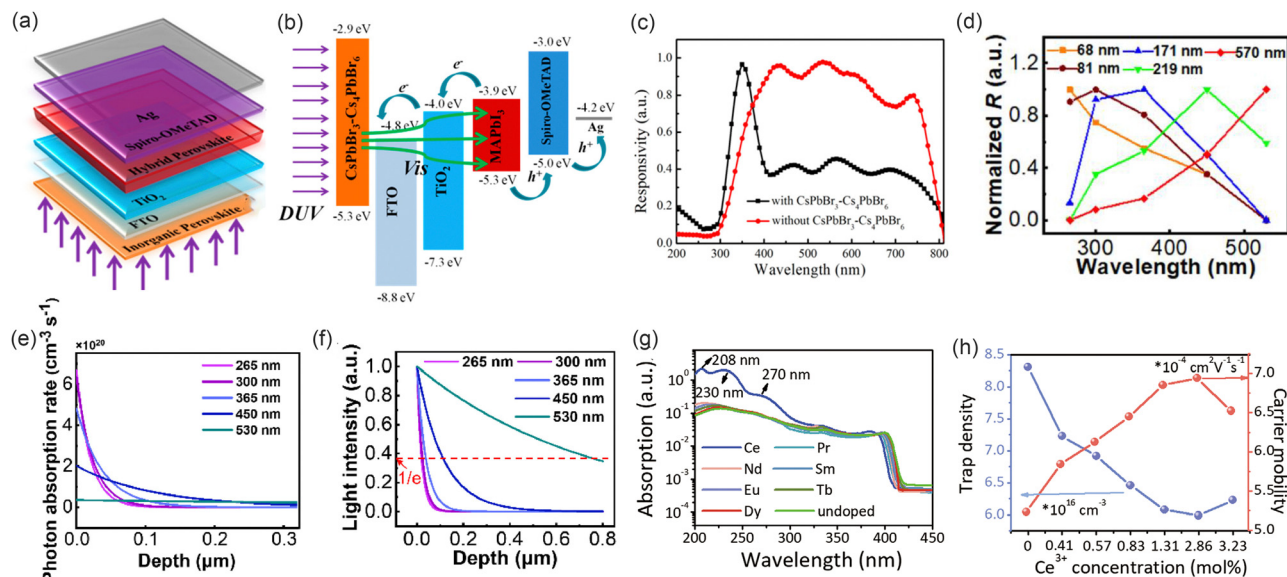 (a)
Ag
Spiro-OMeTAD
Hybrid Perovskite
TiO2
FTO
Inorganic Perovskite
(b)
-2.9 eV
-3.0 eV
e-
-3.9 eV
e-
-4.0 eV
-4.2 eV
-4.8 eV
Ag
CsPbBr3-Cs4PbBr6
FTO
Vis
TiO2
MAPbI3
Spiro-OMeTAD
h+
-5.0 eV
h+
DUV
-5.3 eV
-5.3 eV
-7.3 eV
-8.8 eV
(c)
Responsivity (a.u.)
1.0
0.8
0.6
0.4
0.2
0.0
with CsPbBr3-Cs4PbBr6
without CsPbBr3-Cs4PbBr6
200 300 400 500 600 700 800
Wavelength (nm)
(d)
68 nm 171 nm 570 nm
81 nm 219 nm
Normalized R (a.u.)
1.2
0.8
0.4
0.0
300 400 500
Wavelength (nm)
(e)
Photon absorption rate (cm-3 s-1)
×10^20
6
4
2
0
265 nm
300 nm
365 nm
450 nm
530 nm
0.0 0.1 0.2 0.3
Depth (μm)
(f)
Light intensity (a.u.)
1.0
0.8
0.6
0.4
0.2
0.0
265 nm 300 nm
365 nm
450 nm
530 nm
1/e
0.0 0.2 0.4 0.6 0.8
Depth (μm)
(g)
Absorption (a.u.)
10^0
10^-1
10^-2
10^-3
10^-4
208 nm
270 nm
230 nm
Ce Pr
Nd Sm
Eu Tb
Dy undoped
200 250 300 350 400 450
Wavelength (nm)
(h)
Trap density
8.5
8.0
7.5
7.0
6.5
6.0
*10^-4 cm^2V^-1s^-1
*10^16 cm^-3
7.0
6.5
6.0
5.5
5.0
Carrier mobility
0 0.41 0.57 0.83 1.31 2.86 3.23
Ce3+ concentration (mol%)